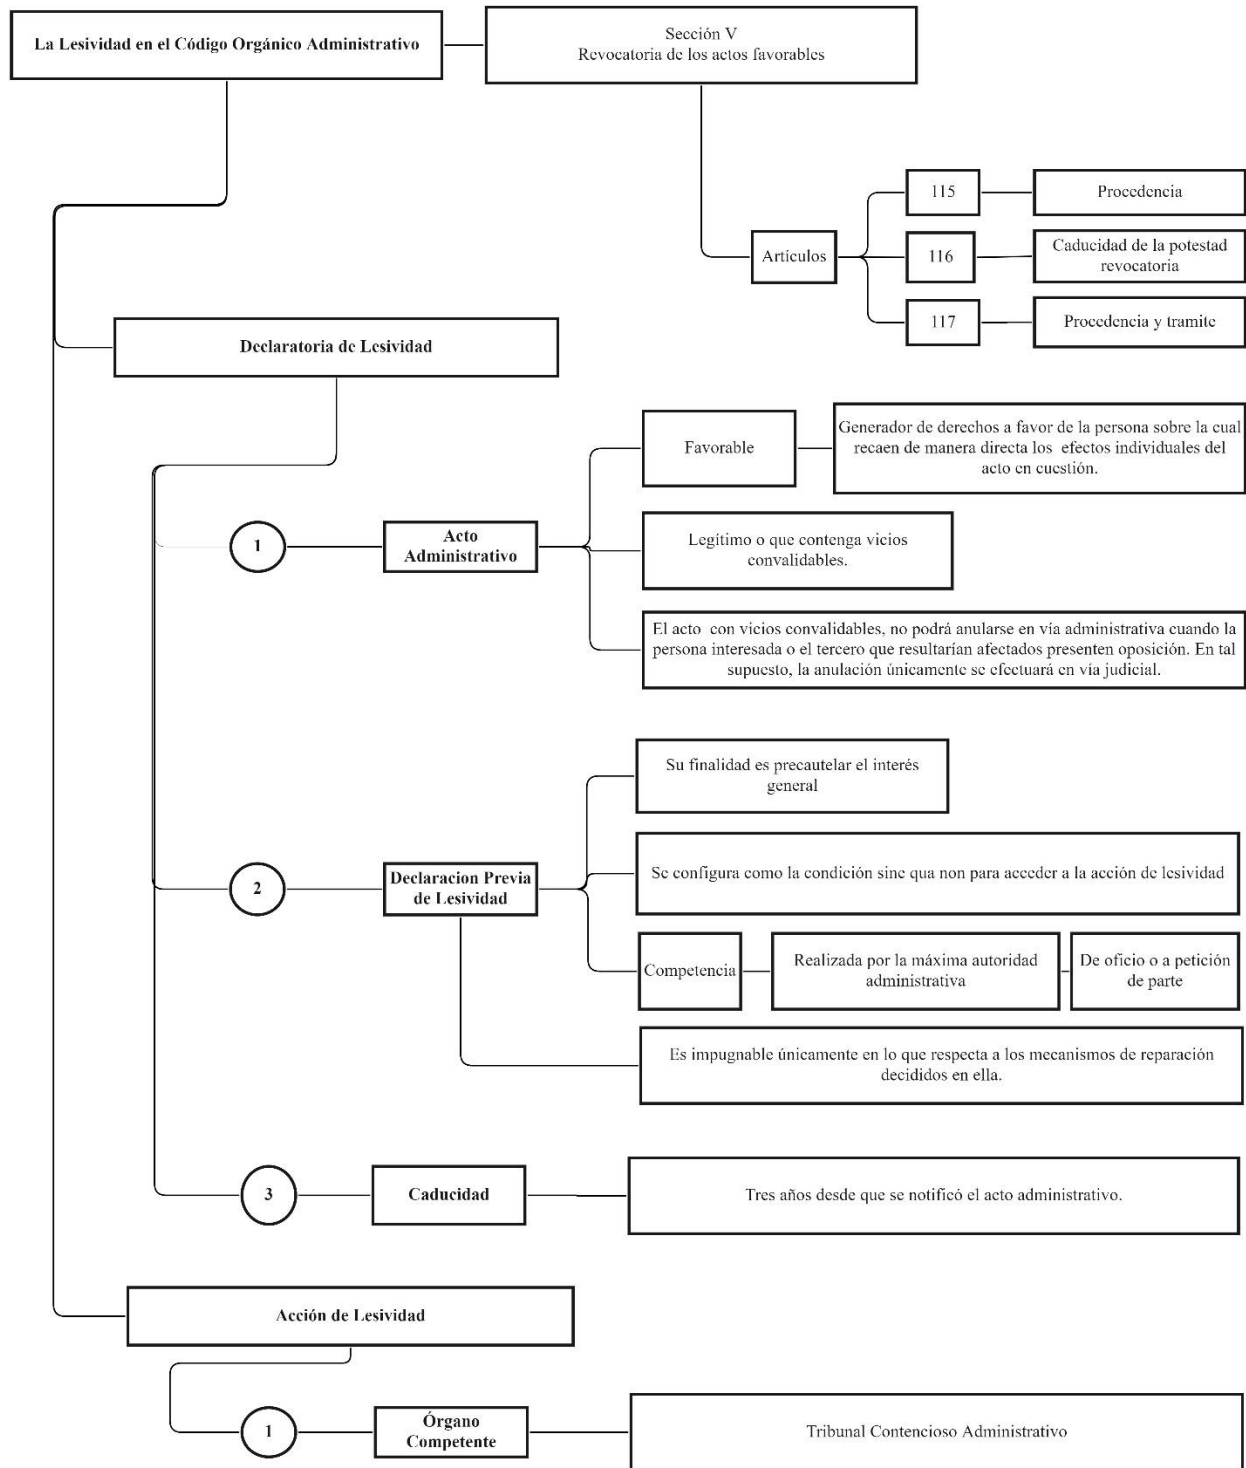 La Lesividad en el Código Orgánico Administrativo
Sección V
Revocatoria de los actos favorables
Artículos
115
Procedencia
116
Caducidad de la potestad
revocatoria
117
Procedencia y tramite
Declaratoria de Lesividad
1
Acto
Administrativo
Favorable
Generador de derechos a favor de la persona sobre la cual
recaen de manera directa los efectos individuales del
acto en cuestión.
Legítimo o que contenga vicios
convalidables.
El acto con vicios convalidables, no podrá anularse en vía administrativa cuando la
persona interesada o el tercero que resultarían afectados presenten oposición. En tal
supuesto, la anulación únicamente se efectuará en vía judicial.
2
Declaracion Previa
de Lesividad
Su finalidad es precautelar el interés
general
Se configura como la condición sine qua non para acceder a la acción de lesividad
Competencia
Realizada por la máxima autoridad
administrativa
De oficio o a petición
de parte
Es impugnable únicamente en lo que respecta a los mecanismos de reparación
decididos en ella.
3
Caducidad
Tres años desde que se notificó el acto administrativo.
Acción de Lesividad
1
Órgano
Competente
Tribunal Contencioso Administrativo